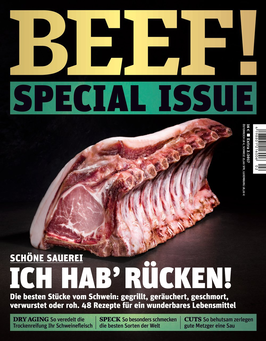 BEEF!
SPECIAL ISSUE
SCHÖNE SAUEREI
ICH HAB' RÜCKEN!
Die besten Stücke vom Schwein: gegrillt, geräuchert, geschmort,
verwurstet oder roh. 48 Rezepte für ein wunderbares Lebensmittel
DRY AGING So veredelt die
Trockenreifung Ihr Schweinefleisch
SPECK So besonders schmecken
die besten Sorten der Welt
CUTS So behutsam zerlegen
gute Metzger eine Sau